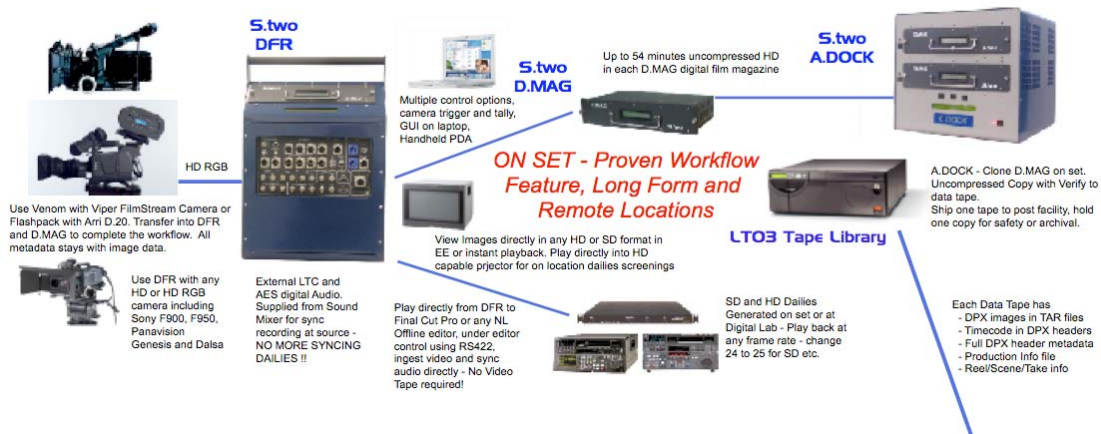 S.two
DFR
S.two
D.MAG
Up to 54 minutes uncompressed HD
in each D.MAG digital film magazine
S.two
A.DOCK
Multiple control options,
camera trigger and tally,
GUI on laptop,
Handheld PDA
HD RGB
ON SET - Proven Workflow
Feature, Long Form and
Remote Locations
A.DOCK
Use Venom with Viper FilmStream Camera or
Flashpack with Arri D.20. Transfer into DFR
and D.MAG to complete the workflow. All
metadata stays with image data.
A.DOCK - Clone D.MAG on set.
Uncompressed Copy with Verify to
data tape.
Ship one tape to post facility, hold
one copy for safety or archival.
LTO3 Tape Library
View Images directly in any HD or SD format in
EE or instant playback. Play directly into HD
capable prjector for on location dailies screenings
Use DFR with any
HD or HD RGB
camera including
Sony F900, F950,
Panavision
Genesis and Dalsa
External LTC and
AES digital Audio.
Supplied from Sound
Mixer for sync
recording at source -
NO MORE SYNCING
DAILIES !!
Play directly from DFR to
Final Cut Pro or any NL
Offline editor, under editor
control using RS422,
ingest video and sync
audio directly - No Video
Tape required!
SD and HD Dailies
Generated on set or at
Digital Lab - Play back at
any frame rate - change
24 to 25 for SD etc.
Each Data Tape has
- DPX images in TAR files
- Timecode in DPX headers
- Full DPX header metadata
- Production Info file
- Reel/Scene/Take info